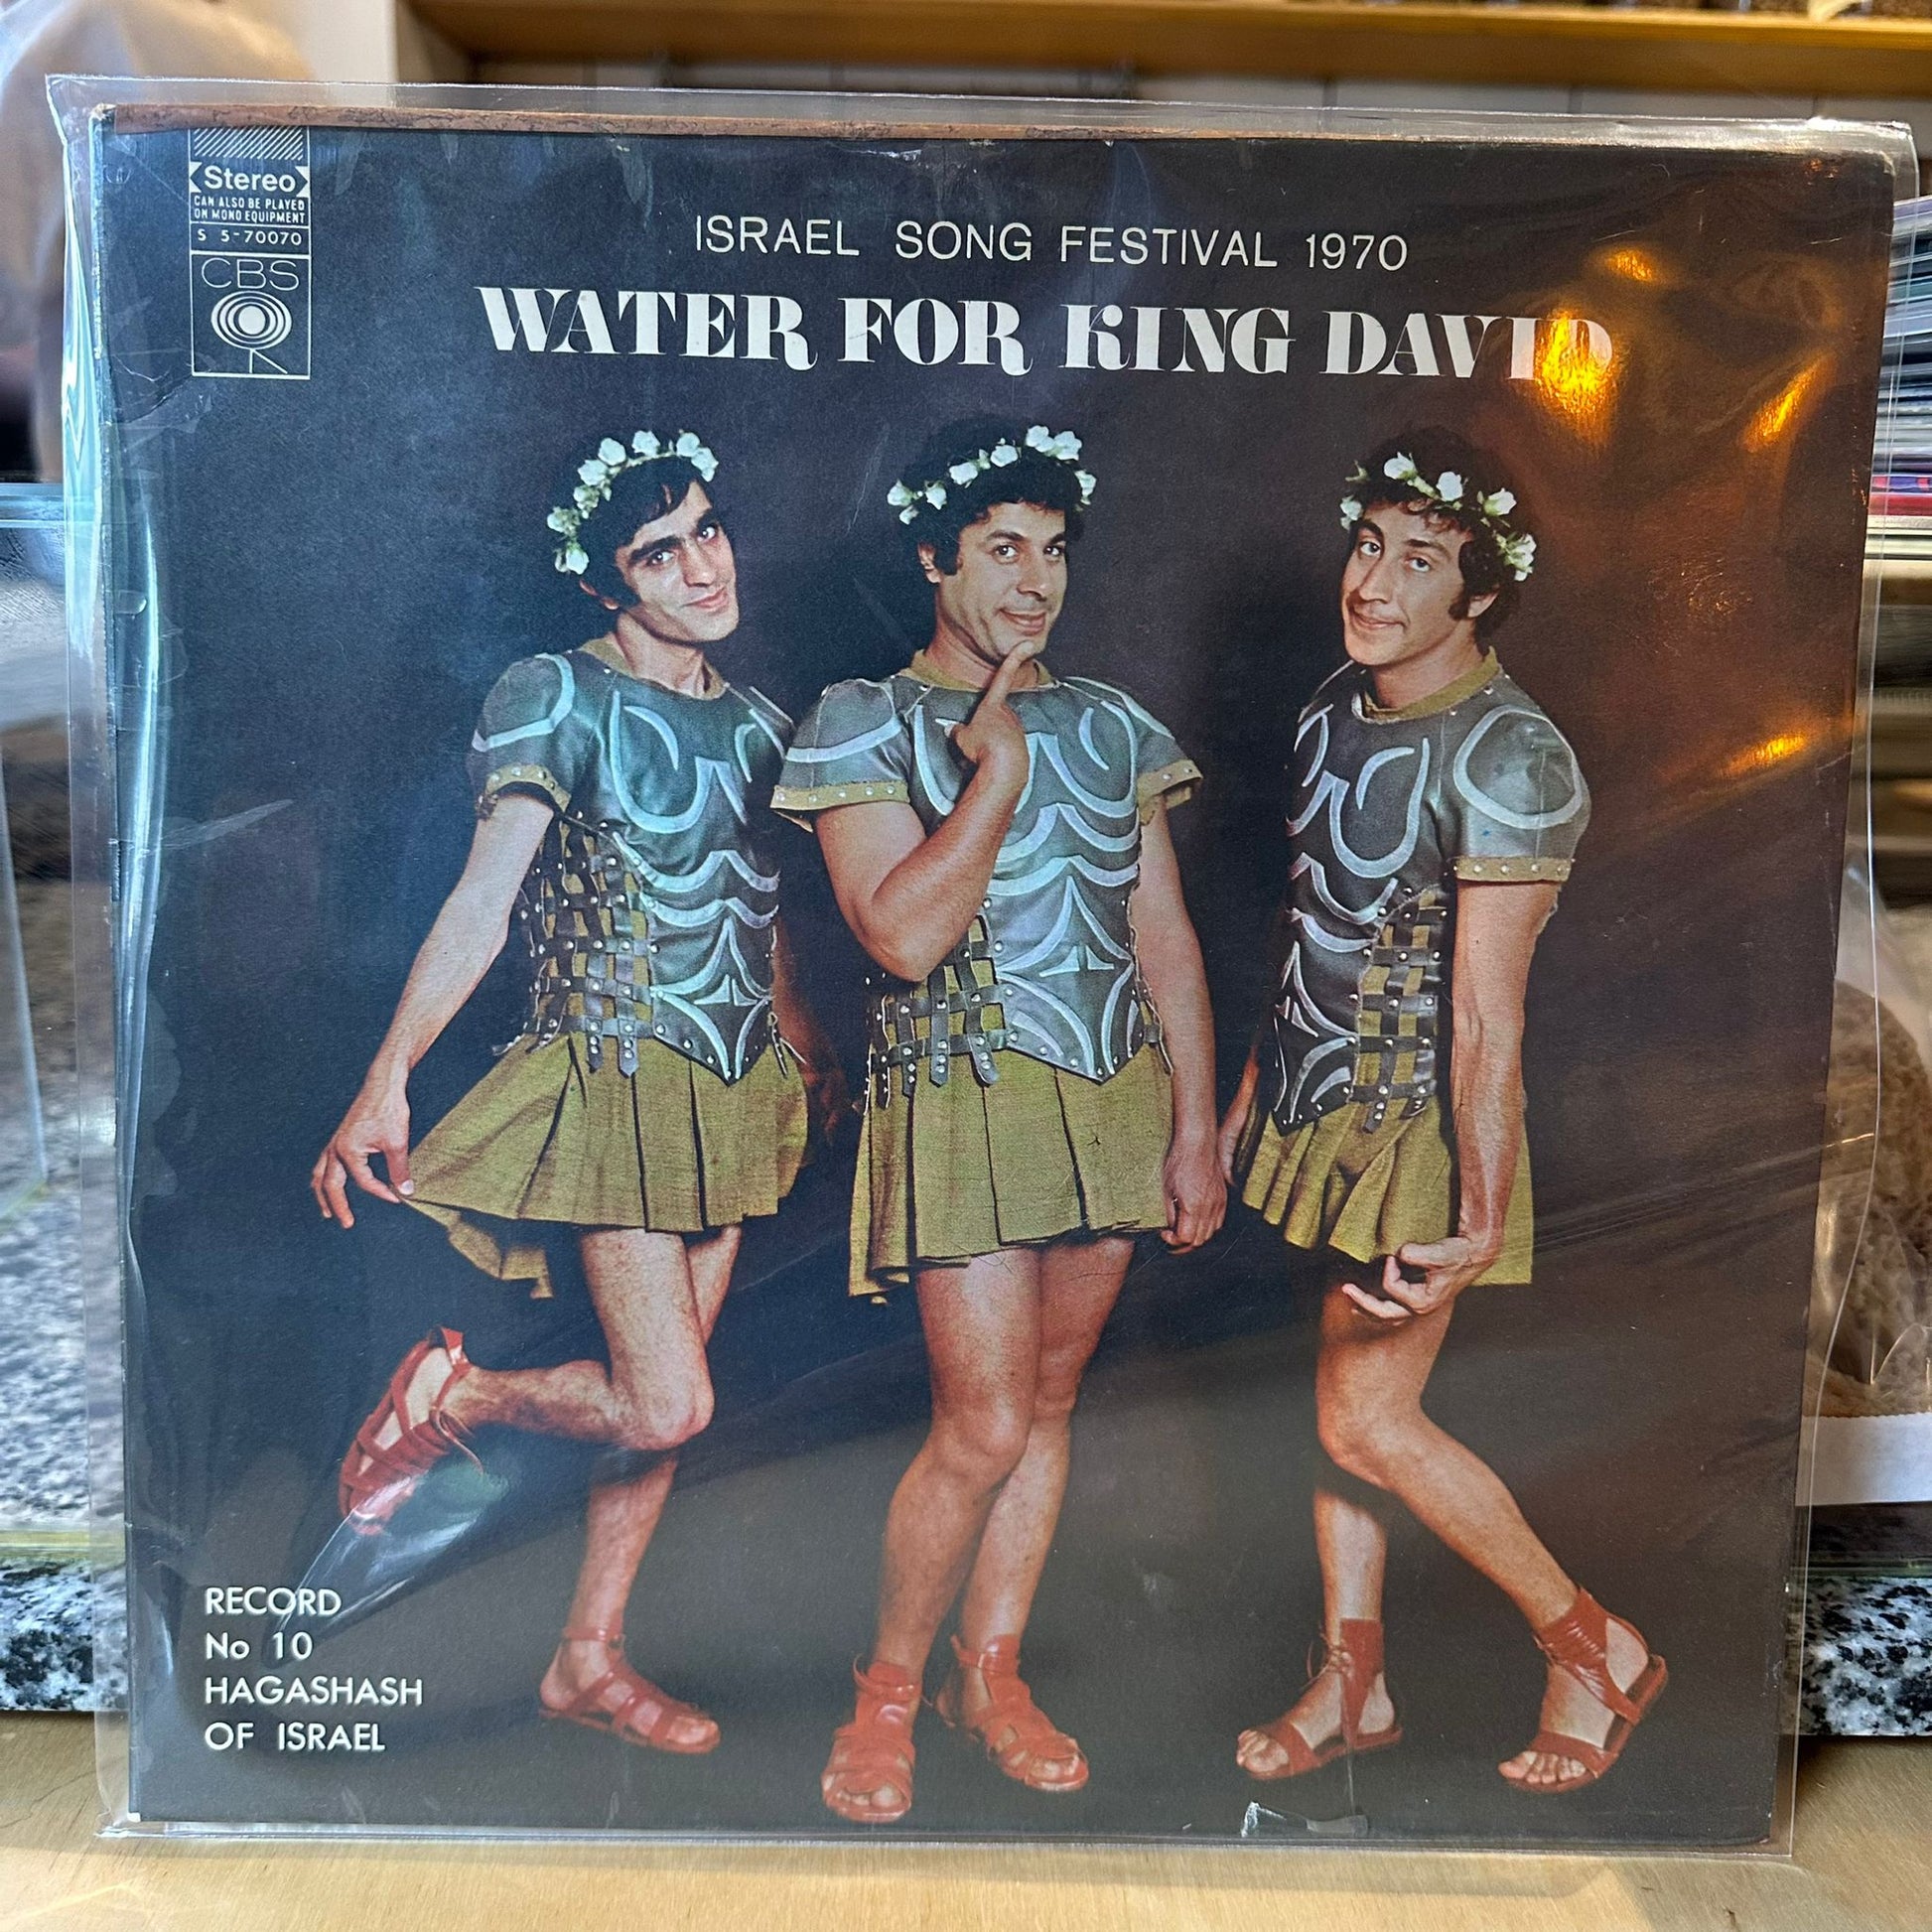 Stereo
CAN ALSO BE PLAYED
ON MONO EQUIPMENT
S 5-70070
CBS
ISRAEL SONG FESTIVAL 1970
WATER FOR KING DAVID
RECORD
No 10
HAGASHASH
OF ISRAEL